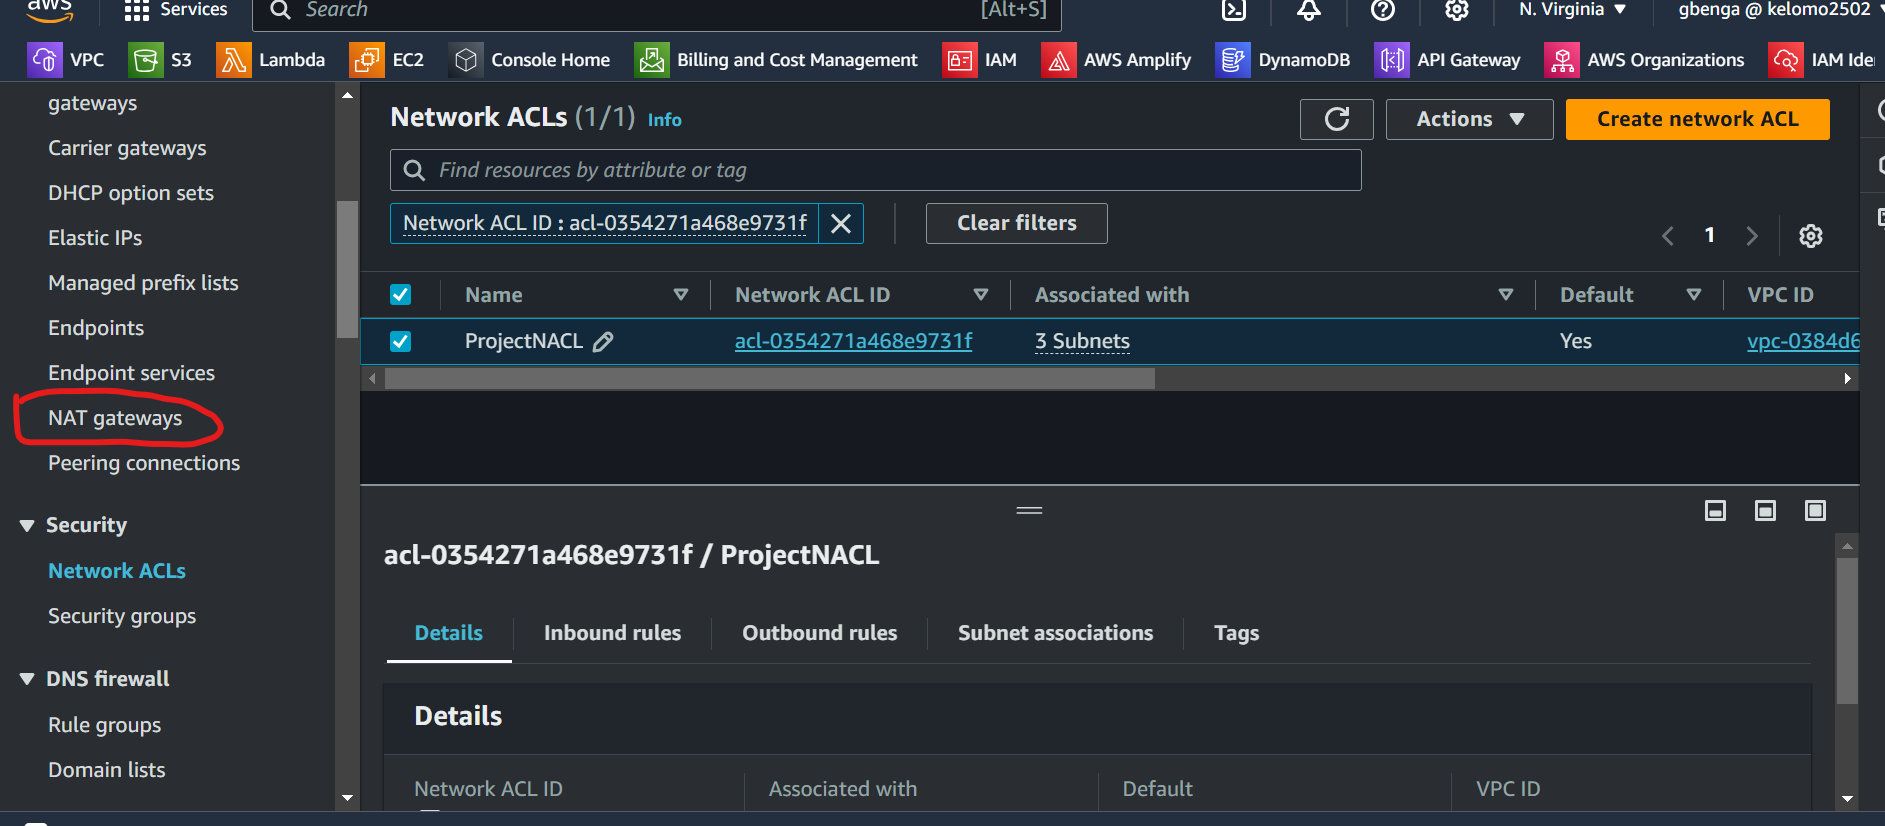 aws
Services
Search
[Alt+S]
N. Virginia
gbenga @ kelomo2502
VPC
S3
Lambda
EC2
Console Home
Billing and Cost Management
IAM
AWS Amplify
DynamoDB
API Gateway
AWS Organizations
IAM Ide
gateways
Carrier gateways
DHCP option sets
Elastic IPs
Managed prefix lists
Endpoints
Endpoint services
NAT gateways
Peering connections
Security
Network ACLs
Security groups
DNS firewall
Rule groups
Domain lists
Network ACLs (1/1) Info
Actions
Create network ACL
Find resources by attribute or tag
Network ACL ID : acl-0354271a468e9731f
Clear filters
1
Name
Network ACL ID
Associated with
Default
VPC ID
ProjectNACL
acl-0354271a468e9731f
3 Subnets
Yes
vpc-0384d6
acl-0354271a468e9731f / ProjectNACL
Details
Inbound rules
Outbound rules
Subnet associations
Tags
Details
Network ACL ID
Associated with
Default
VPC ID